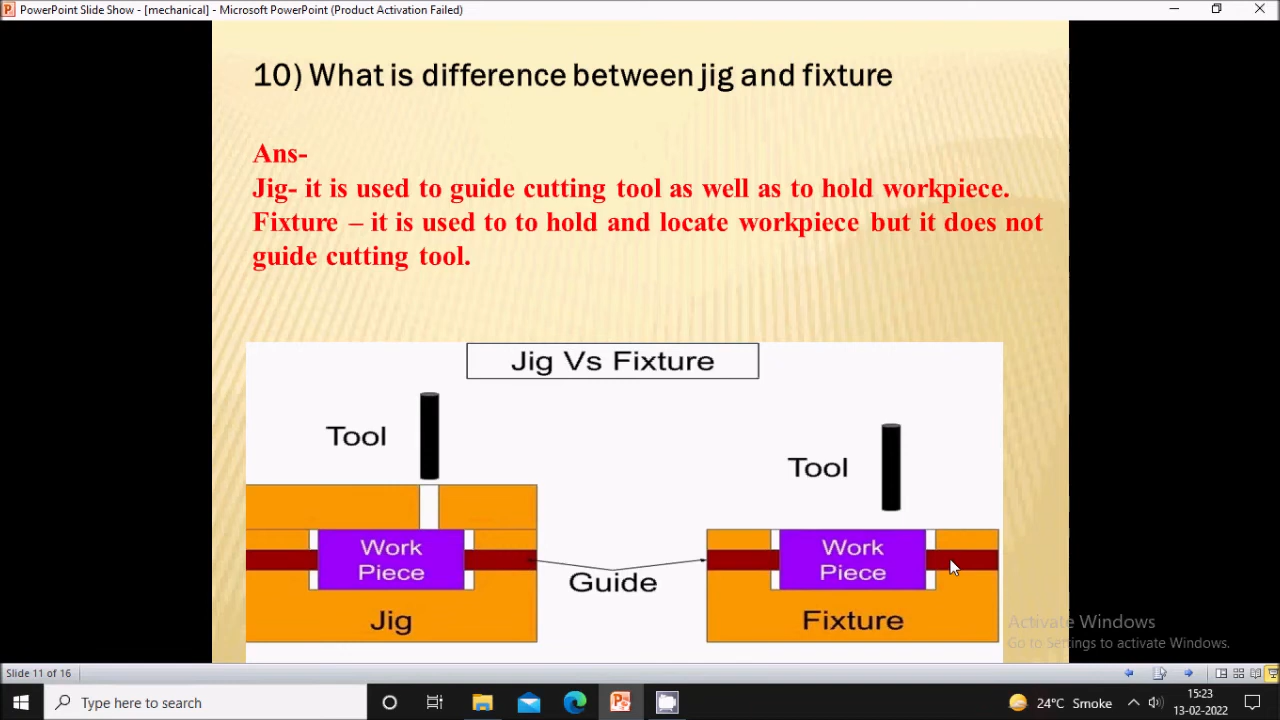 PowerPoint Slide Show - [mechanical] - Microsoft PowerPoint (Product Activation Failed)
10) What is difference between jig and fixture
Ans-
Jig- it is used to guide cutting tool as well as to hold workpiece.
Fixture – it is used to to hold and locate workpiece but it does not
guide cutting tool.
Jig Vs Fixture
Tool
Tool
Work
Piece
Work
Piece
Guide
Jig
Fixture
Activate Windows
Go to Settings to activate Windows.
Slide 11 of 16
Type here to search
24°C Smoke
15:23
13-02-2022